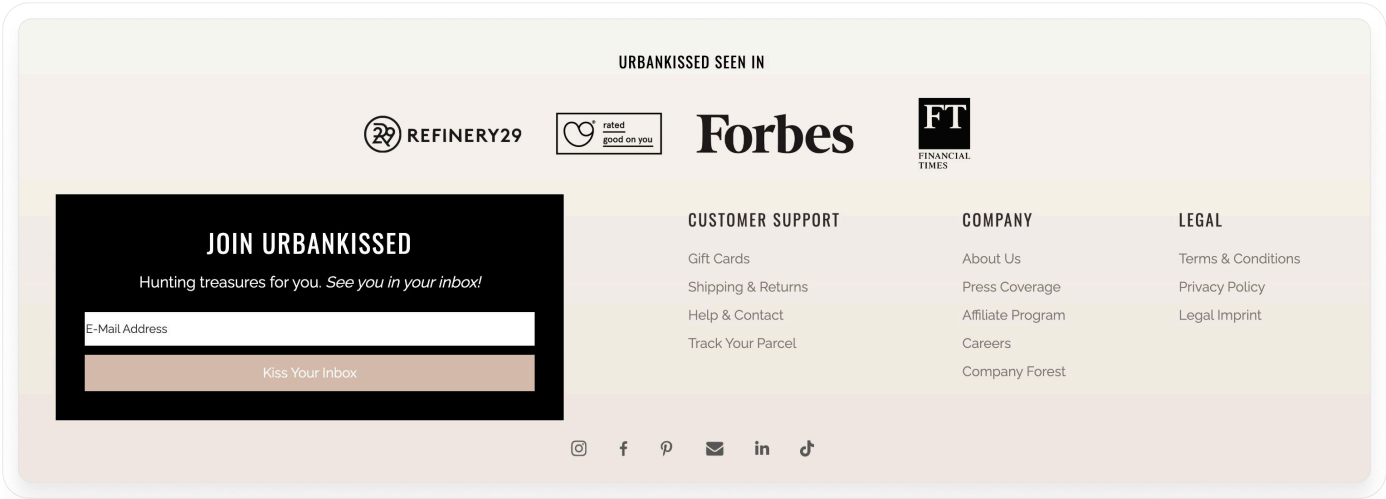 URBANKISSED SEEN IN
29 REFINERY29
rated
good on you
Forbes
FT
FINANCIAL
TIMES
JOIN URBANKISSED
Hunting treasures for you. See you in your inbox!
E-Mail Address
Kiss Your Inbox
CUSTOMER SUPPORT
Gift Cards
Shipping & Returns
Help & Contact
Track Your Parcel
COMPANY
About Us
Press Coverage
Affiliate Program
Careers
Company Forest
LEGAL
Terms & Conditions
Privacy Policy
Legal Imprint